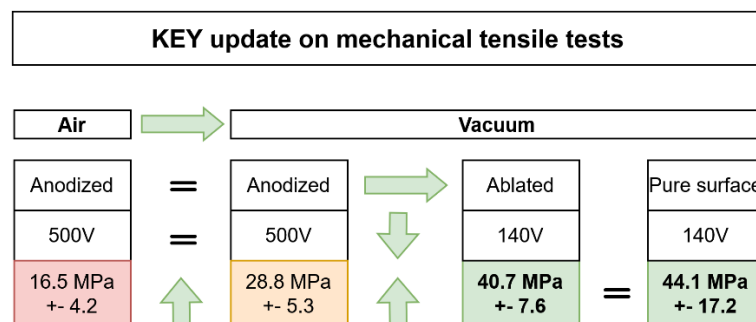 KEY update on mechanical tensile tests
Air
Vacuum
Anodized
=
Anodized
Ablated
Pure surface
500V
=
500V
140V
140V
16.5 MPa
+- 4.2
28.8 MPa
+- 5.3
40.7 MPa
+- 7.6
=
44.1 MPa
+- 17.2